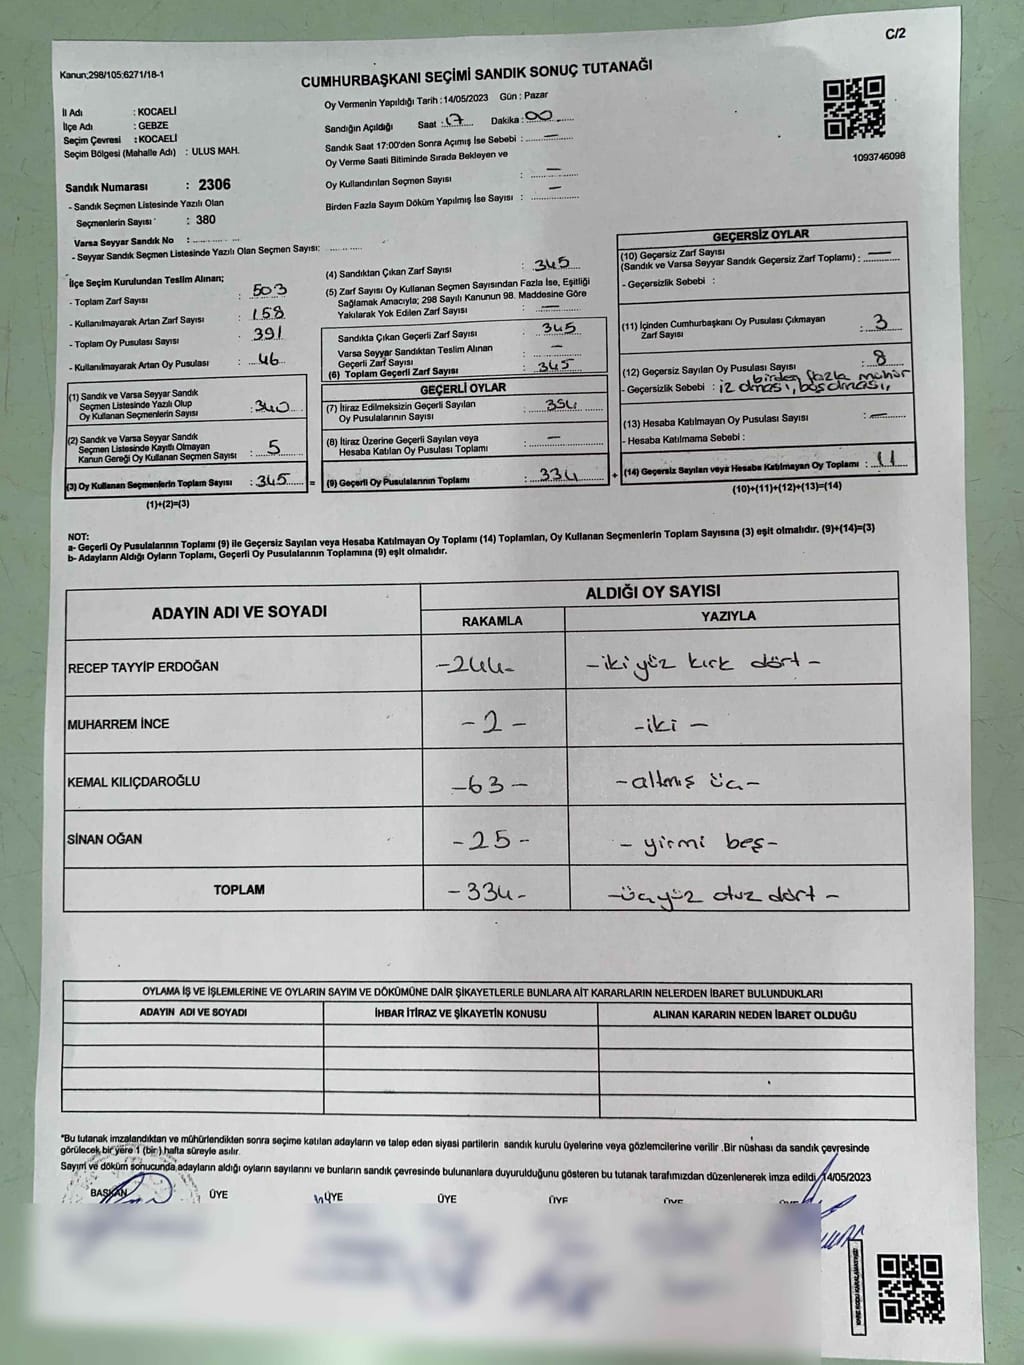 C/2
Kanun;298/105;6271/18-1
CUMHURBAŞKANI SEÇİMİ SANDIK SONUÇ TUTANAĞI
İl Adı : KOCAELİ
İlçe Adı : GEBZE
Seçim Çevresi : KOCAELİ
Seçim Bölgesi (Mahalle Adı) : ULUS MAH.
Oy Vermenin Yapıldığı Tarih : 14/05/2023 Gün : Pazar
Sandığın Açıldığı Saat : 17 Dakika : 00
Sandık Saat 17:00'den Sonra Açımış İse Sebebi : —
Oy Verme Saati Bitiminde Sırada Bekleyen ve
Oy Kullandırılan Seçmen Sayısı : —
Birden Fazla Sayım Döküm Yapılmış İse Sayısı : —
1093746098
Sandık Numarası : 2306
- Sandık Seçmen Listesinde Yazılı Olan
Seçmenlerin Sayısı : 380
Varsa Seyyar Sandık No :
- Seyyar Sandık Seçmen Listesinde Yazılı Olan Seçmen Sayısı:
İlçe Seçim Kurulundan Teslim Alınan;
- Toplam Zarf Sayısı : 503
- Kullanılmayarak Artan Zarf Sayısı : 158
- Toplam Oy Pusulası Sayısı : 391
- Kullanılmayarak Artan Oy Pusulası : 46
(1) Sandık ve Varsa Seyyar Sandık
Seçmen Listesinde Yazılı Olup
Oy Kullanan Seçmenlerin Sayısı : 340
(2) Sandık ve Varsa Seyyar Sandık
Seçmen Listesinde Kayıtlı Olmayan
Kanun Gereği Oy Kullanan Seçmen Sayısı : 5
(3) Oy Kullanan Seçmenlerin Toplam Sayısı : 345 =
(1)+(2)=(3)
(4) Sandıktan Çıkan Zarf Sayısı : 345
(5) Zarf Sayısı Oy Kullanan Seçmen Sayısından Fazla İse, Eşitliği
Sağlamak Amacıyla; 298 Sayılı Kanunun 98. Maddesine Göre
Yakılarak Yok Edilen Zarf Sayısı : —
Sandıkta Çıkan Geçerli Zarf Sayısı : 345
Varsa Seyyar Sandıktan Teslim Alınan
Geçerli Zarf Sayısı : —
(6) Toplam Geçerli Zarf Sayısı : 345
GEÇERLİ OYLAR
(7) İtiraz Edilmeksizin Geçerli Sayılan
Oy Pusulalarının Sayısı :
(8) İtiraz Üzerine Geçerli Sayılan veya
Hesaba Katılan Oy Pusulası Toplamı : —
(9) Geçerli Oy Pusulalarının Toplamı : 334 +
GEÇERSİZ OYLAR
(10) Geçersiz Zarf Sayısı
(Sandık ve Varsa Seyyar Sandık Geçersiz Zarf Toplamı) : —
- Geçersizlik Sebebi :
(11) İçinden Cumhurbaşkanı Oy Pusulası Çıkmayan
Zarf Sayısı : 3
(12) Geçersiz Sayılan Oy Pusulası Sayısı : 8
birden fazla mühür
- Geçersizlik Sebebi : iz olması, boş olması,
(13) Hesaba Katılmayan Oy Pusulası Sayısı : —
- Hesaba Katılmama Sebebi :
(14) Geçersiz Sayılan veya Hesaba Katılmayan Oy Toplamı : 11
(10)+(11)+(12)+(13)=(14)
NOT:
a- Geçerli Oy Pusulalarının Toplamı (9) ile Geçersiz Sayılan veya Hesaba Katılmayan Oy Toplamı (14) Toplamları, Oy Kullanan Seçmenlerin Toplam Sayısına (3) eşit olmalıdır. (9)+(14)=(3)
b- Adayların Aldığı Oyların Toplamı, Geçerli Oy Pusulalarının Toplamına (9) eşit olmalıdır.
ADAYIN ADI VE SOYADI
ALDIĞI OY SAYISI
RAKAMLA YAZIYLA
RECEP TAYYİP ERDOĞAN -244- -iki yüz kırk dört -
MUHARREM İNCE -2- -iki -
KEMAL KILIÇDAROĞLU -63- -altmış üç-
SİNAN OĞAN -25- - yirmi beş-
TOPLAM -334- -üçyüz otuz dört -
OYLAMA İŞ VE İŞLEMLERİNE VE OYLARIN SAYIM VE DÖKÜMÜNE DAİR ŞİKAYETLERLE BUNLARA AİT KARARLARIN NELERDEN İBARET BULUNDUKLARI
ADAYIN ADI VE SOYADI İHBAR İTİRAZ VE ŞİKAYETİN KONUSU ALINAN KARARIN NEDEN İBARET OLDUĞU
*Bu tutanak imzalandıktan ve mühürlendikten sonra seçime katılan adayların ve talep eden siyasi partilerin sandık kurulu üyelerine veya gözlemcilerine verilir .Bir nüshası da sandık çevresinde
görülecek bir yere 1 (bir) hafta süreyle asılır.
Sayım ve döküm sonucunda adayların aldığı oyların sayılarını ve bunların sandık çevresinde bulunanlara duyurulduğunu gösteren bu tutanak tarafımızdan düzenlenerek imza edildi. 14/05/2023
BAŞKAN ÜYE ÜYE ÜYE ÜYE ÜYE